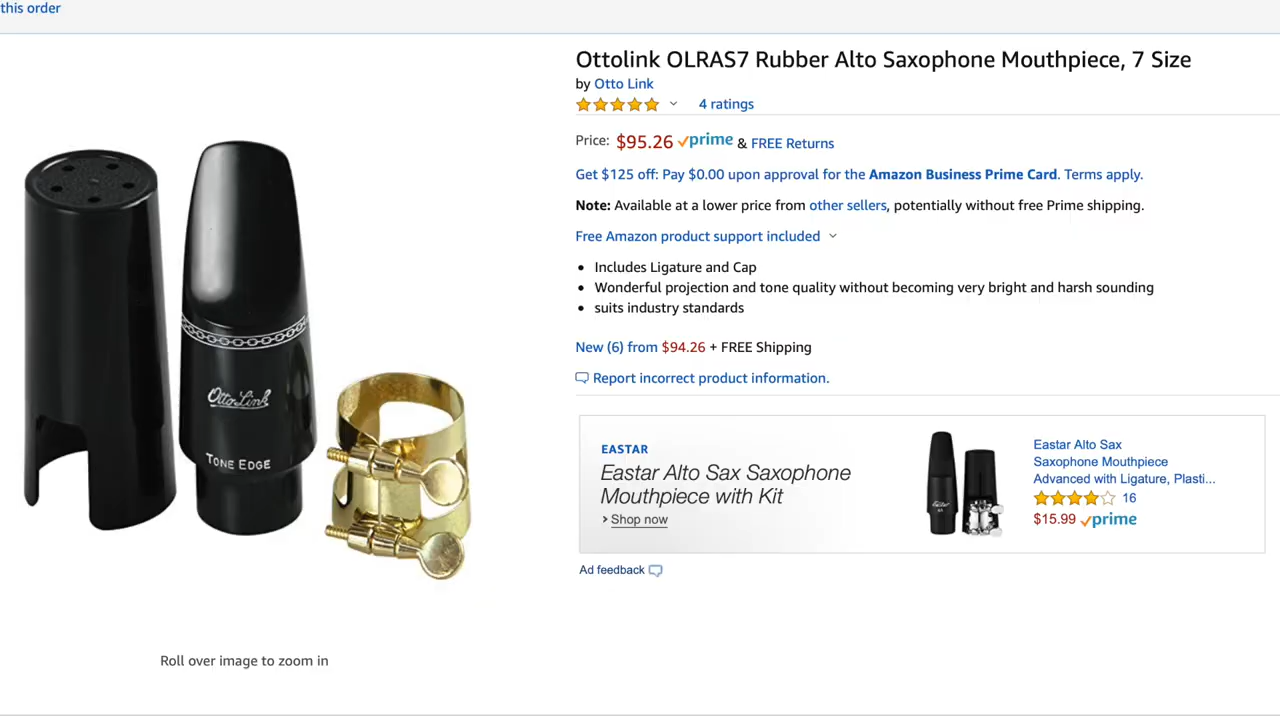 this order
Ottolink OLRAS7 Rubber Alto Saxophone Mouthpiece, 7 Size
by Otto Link
4 ratings
Price: $95.26 prime & FREE Returns
Get $125 off: Pay $0.00 upon approval for the Amazon Business Prime Card. Terms apply.
Note: Available at a lower price from other sellers, potentially without free Prime shipping.
Free Amazon product support included
• Includes Ligature and Cap
• Wonderful projection and tone quality without becoming very bright and harsh sounding
• suits industry standards
New (6) from $94.26 + FREE Shipping
Report incorrect product information.
Otto Link
TONE EDGE
EASTAR
Eastar Alto Sax Saxophone
Mouthpiece with Kit
Shop now
Eastar Alto Sax
Saxophone Mouthpiece
Advanced with Ligature, Plasti...
16
$15.99 prime
Ad feedback
Roll over image to zoom in